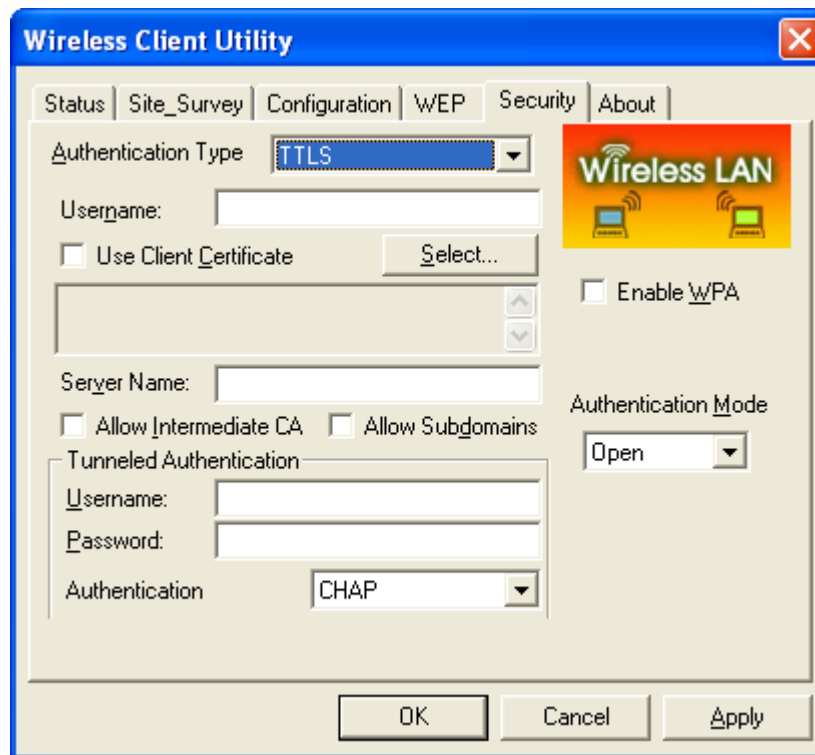 Wireless Client Utility
Status Site_Survey Configuration WEP Security About
Authentication Type TTLS
Wireless LAN
Username:
Use Client Certificate Select...
Enable WPA
Server Name:
Authentication Mode
Allow Intermediate CA Allow Subdomains
Open
Tunneled Authentication
Username:
Password:
Authentication CHAP
OK Cancel Apply